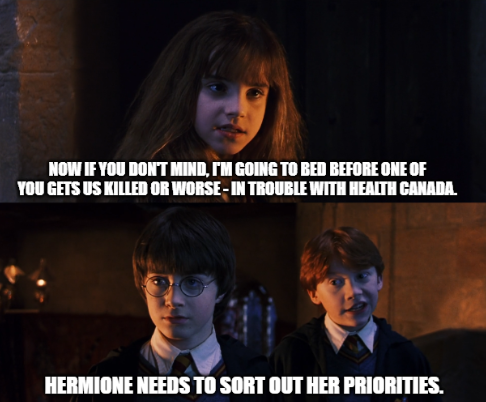 NOW IF YOU DON'T MIND, I'M GOING TO BED BEFORE ONE OF
YOU GETS US KILLED OR WORSE - IN TROUBLE WITH HEALTH CANADA.
HERMIONE NEEDS TO SORT OUT HER PRIORITIES.